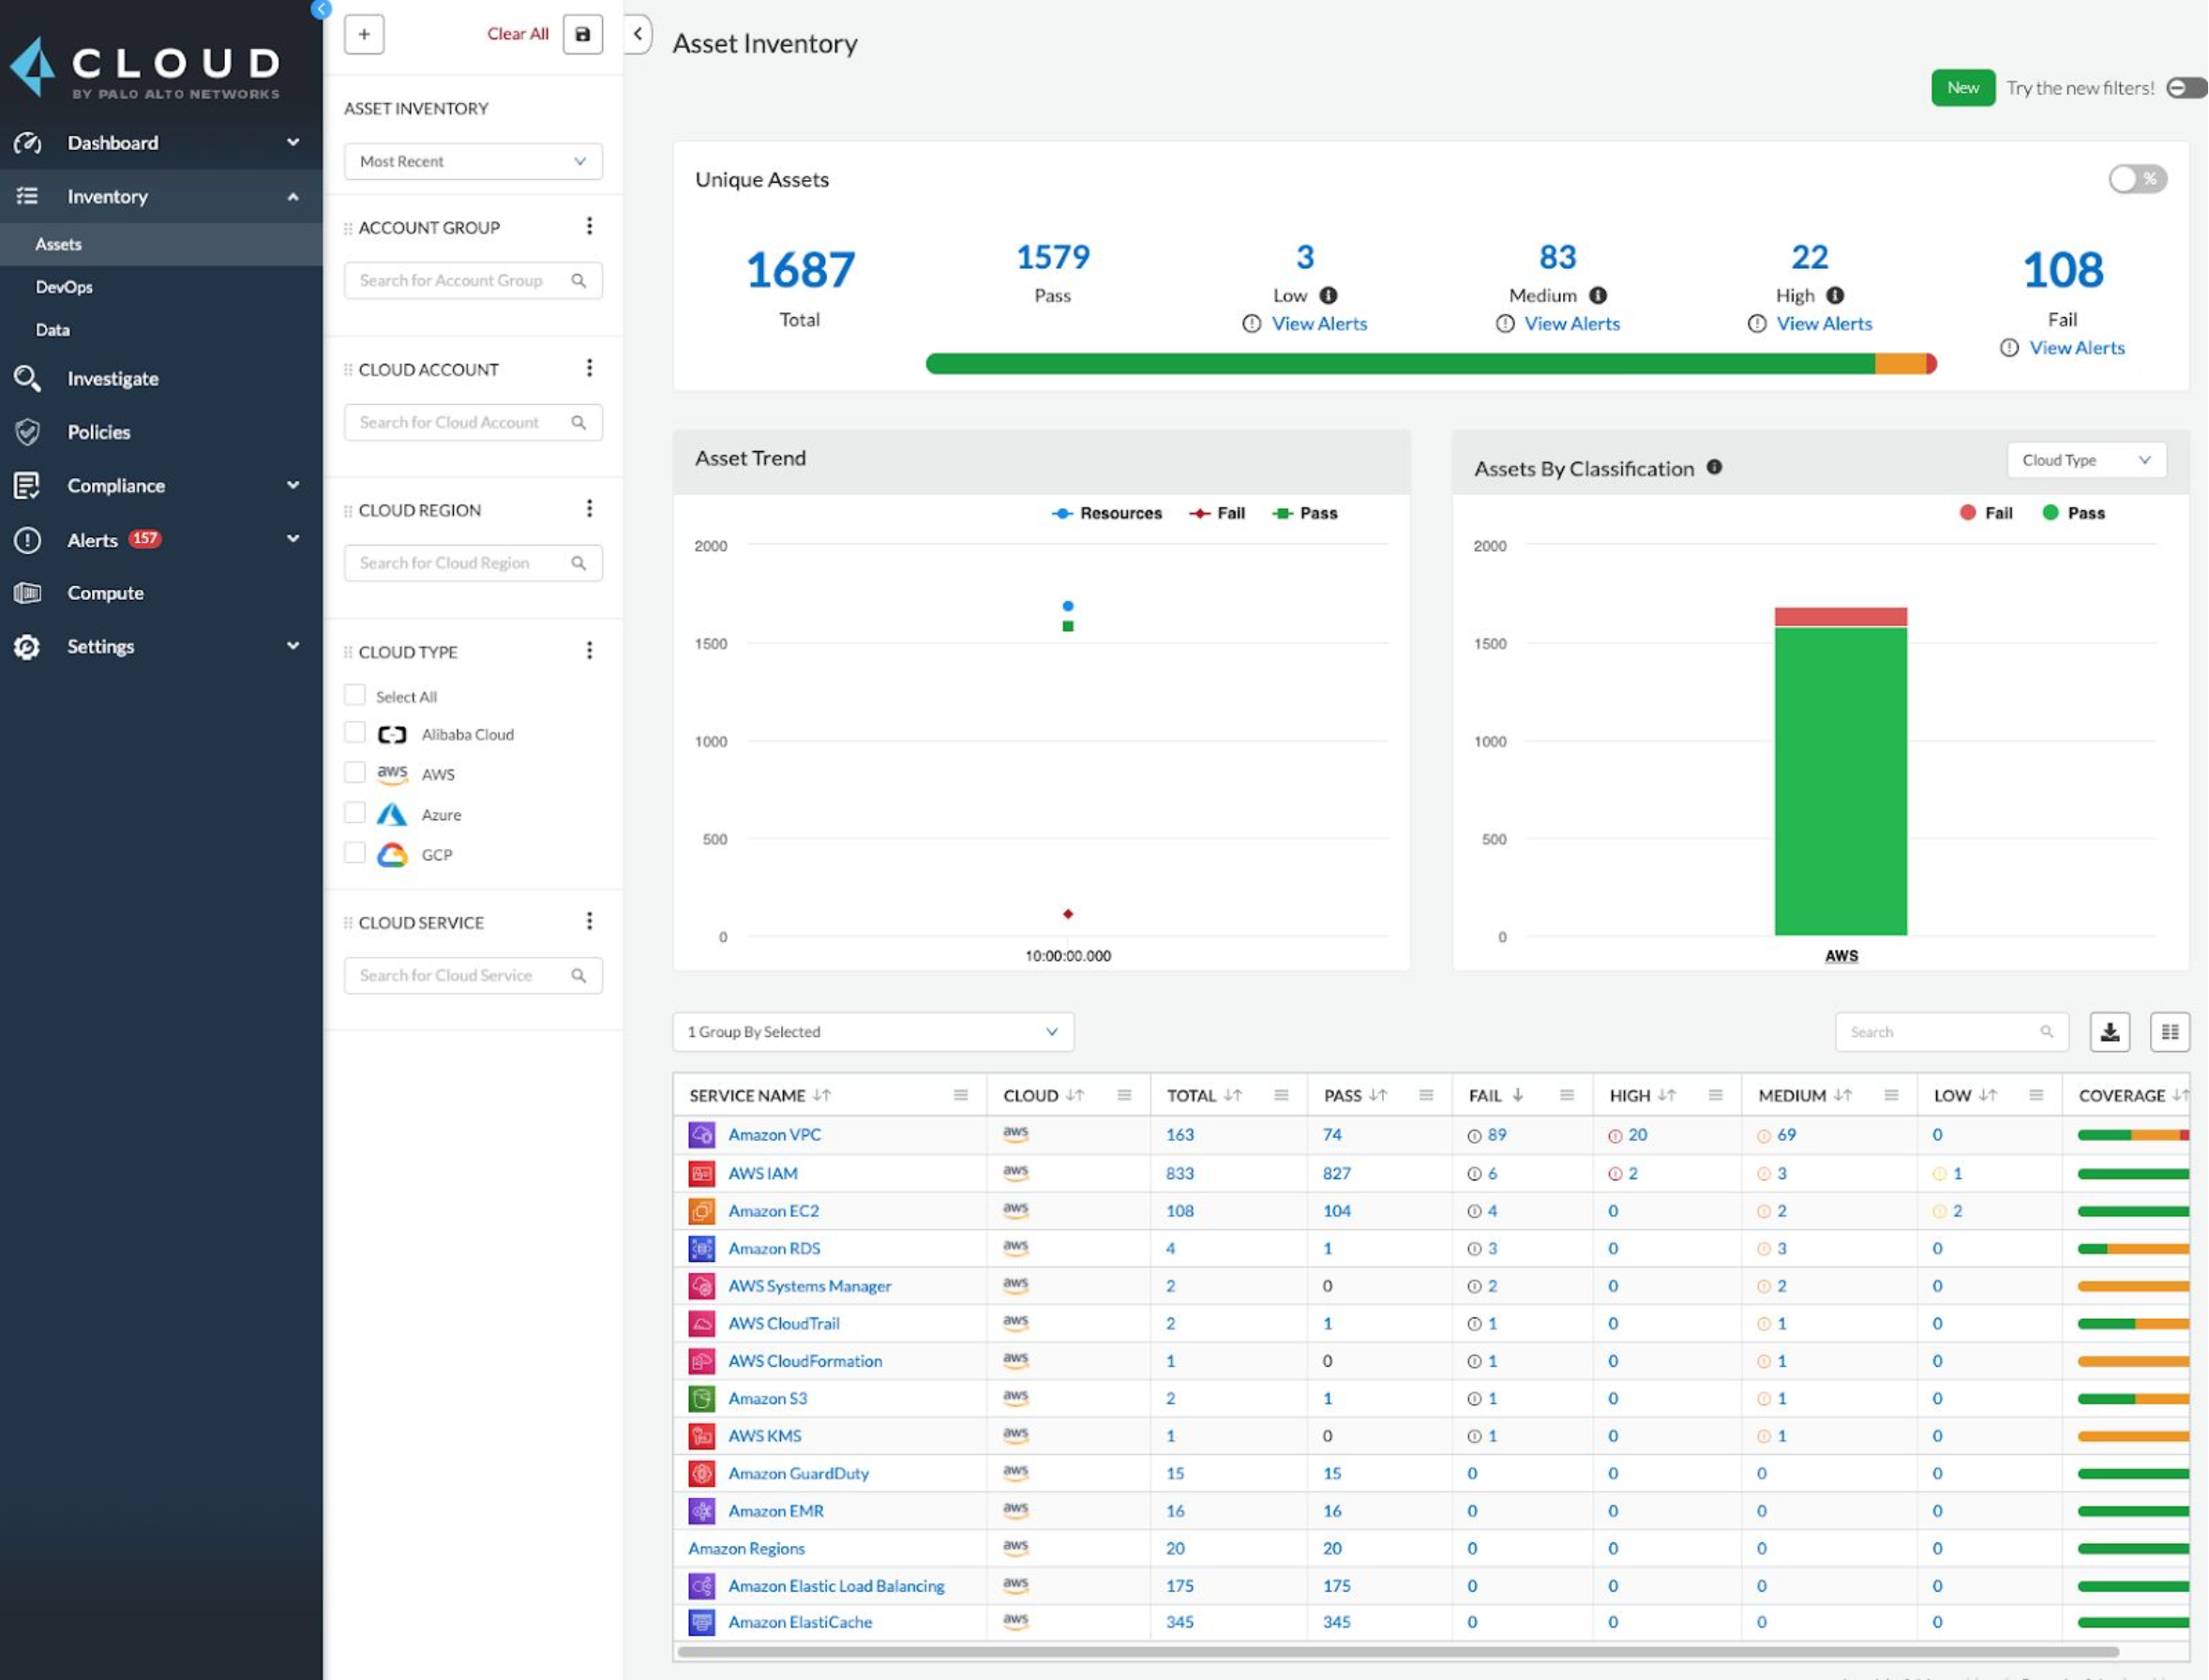 CLOUD
BY PALO ALTO NETWORKS
Dashboard
Inventory
Assets
DevOps
Data
Investigate
Policies
Compliance
Alerts 157
Compute
Settings
+ Clear All
ASSET INVENTORY
Most Recent
ACCOUNT GROUP
Search for Account Group
CLOUD ACCOUNT
Search for Cloud Account
CLOUD REGION
Search for Cloud Region
CLOUD TYPE
Select All
Alibaba Cloud
aws AWS
Azure
GCP
CLOUD SERVICE
Search for Cloud Service
Asset Inventory
New Try the new filters!
Unique Assets
%
1687
Total
1579
Pass
3
Low
View Alerts
83
Medium
View Alerts
22
High
View Alerts
108
Fail
View Alerts
Asset Trend
Resources Fail Pass
2000
1500
1000
500
0
10:00:00.000
Assets By Classification
Cloud Type
Fail Pass
2000
1500
1000
500
0
AWS
1 Group By Selected
Search
SERVICE NAME CLOUD TOTAL PASS FAIL HIGH MEDIUM LOW COVERAGE
Amazon VPC aws 163 74 89 20 69 0
AWS IAM aws 833 827 6 2 3 1
Amazon EC2 aws 108 104 4 0 2 2
Amazon RDS aws 4 1 3 0 3 0
AWS Systems Manager aws 2 0 2 0 2 0
AWS CloudTrail aws 2 1 1 0 1 0
AWS CloudFormation aws 1 0 1 0 1 0
Amazon S3 aws 2 1 1 0 1 0
AWS KMS aws 1 0 1 0 1 0
Amazon GuardDuty aws 15 15 0 0 0 0
Amazon EMR aws 16 16 0 0 0 0
Amazon Regions aws 20 20 0 0 0 0
Amazon Elastic Load Balancing aws 175 175 0 0 0 0
Amazon ElastiCache aws 345 345 0 0 0 0